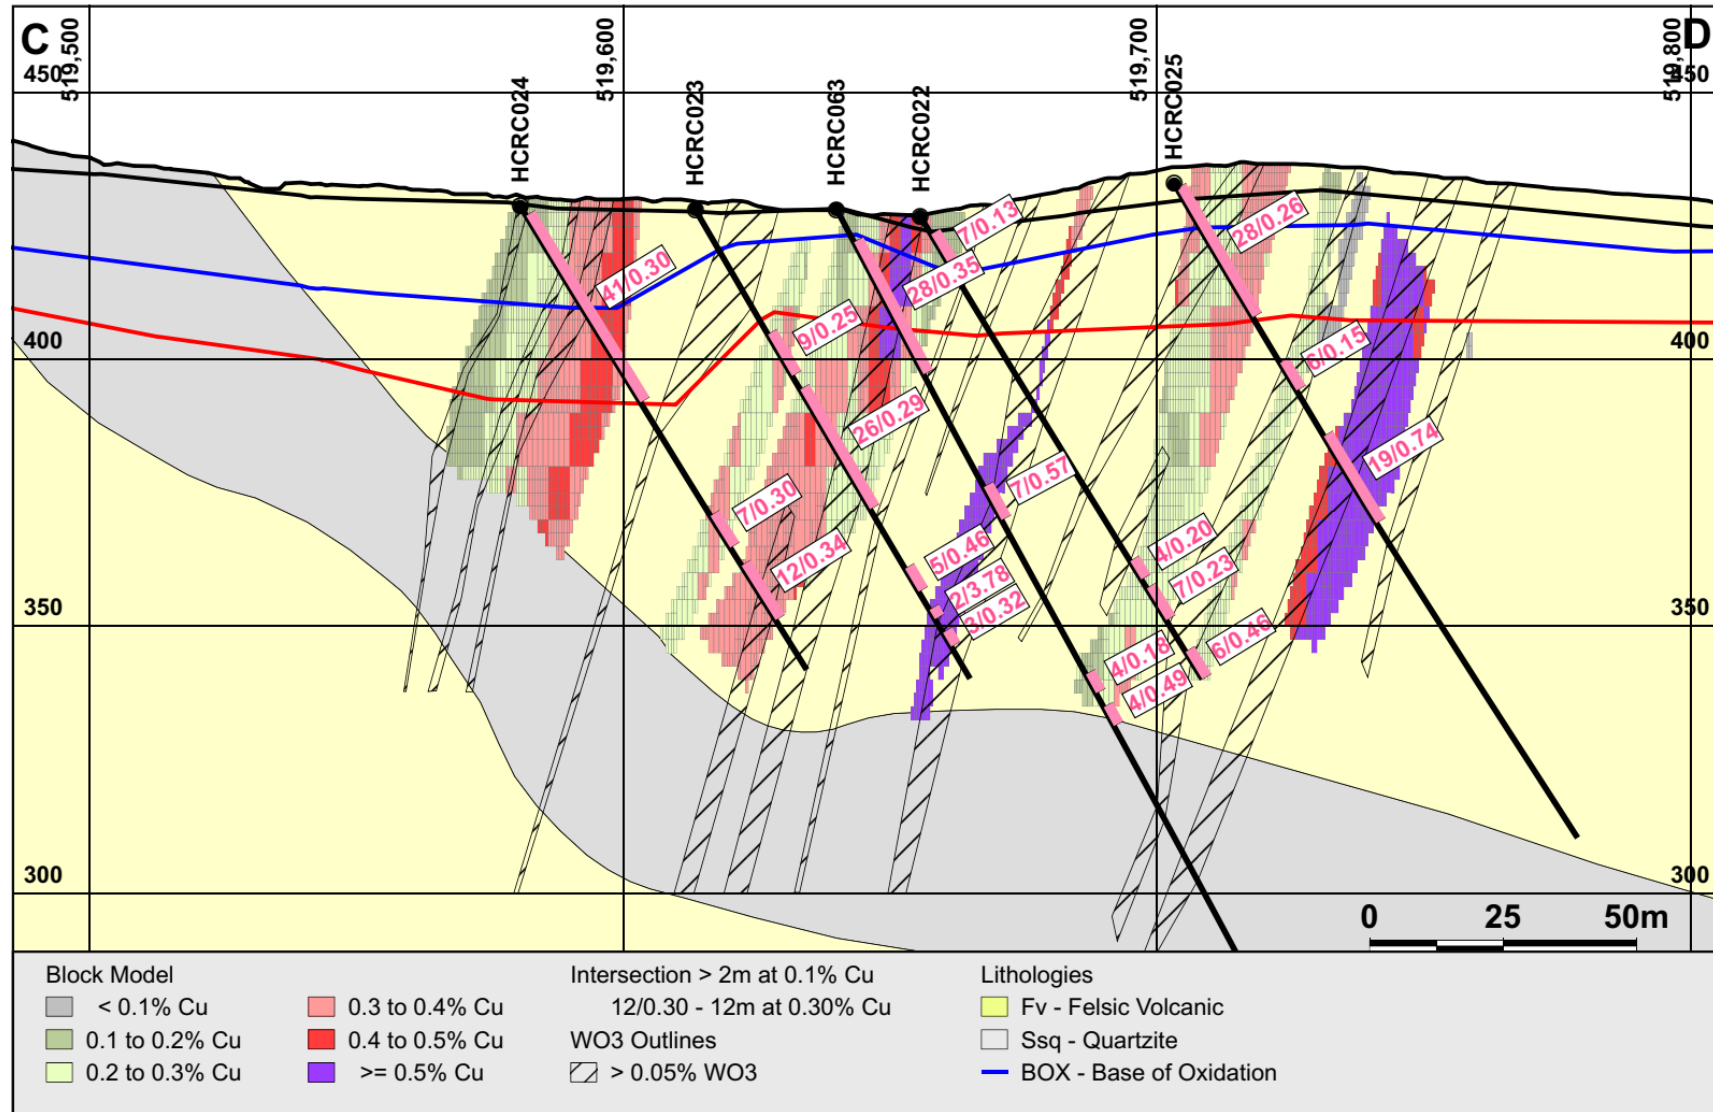 C
D
519,500
519,600
519,700
519,800
450
450
HCRC024
HCRC023
HCRC063
HCRC022
HCRC025
7/0.13
28/0.26
41/0.30
28/0.35
9/0.25
6/0.15
400
400
26/0.29
19/0.74
7/0.57
7/0.30
12/0.34
5/0.46
4/0.20
2/3.78
7/0.23
3/0.32
350
350
6/0.46
4/0.18
4/0.49
300
300
0 25 50m
Block Model
< 0.1% Cu
0.1 to 0.2% Cu
0.2 to 0.3% Cu
0.3 to 0.4% Cu
0.4 to 0.5% Cu
>= 0.5% Cu
Intersection > 2m at 0.1% Cu
12/0.30 - 12m at 0.30% Cu
WO3 Outlines
> 0.05% WO3
Lithologies
Fv - Felsic Volcanic
Ssq - Quartzite
BOX - Base of Oxidation